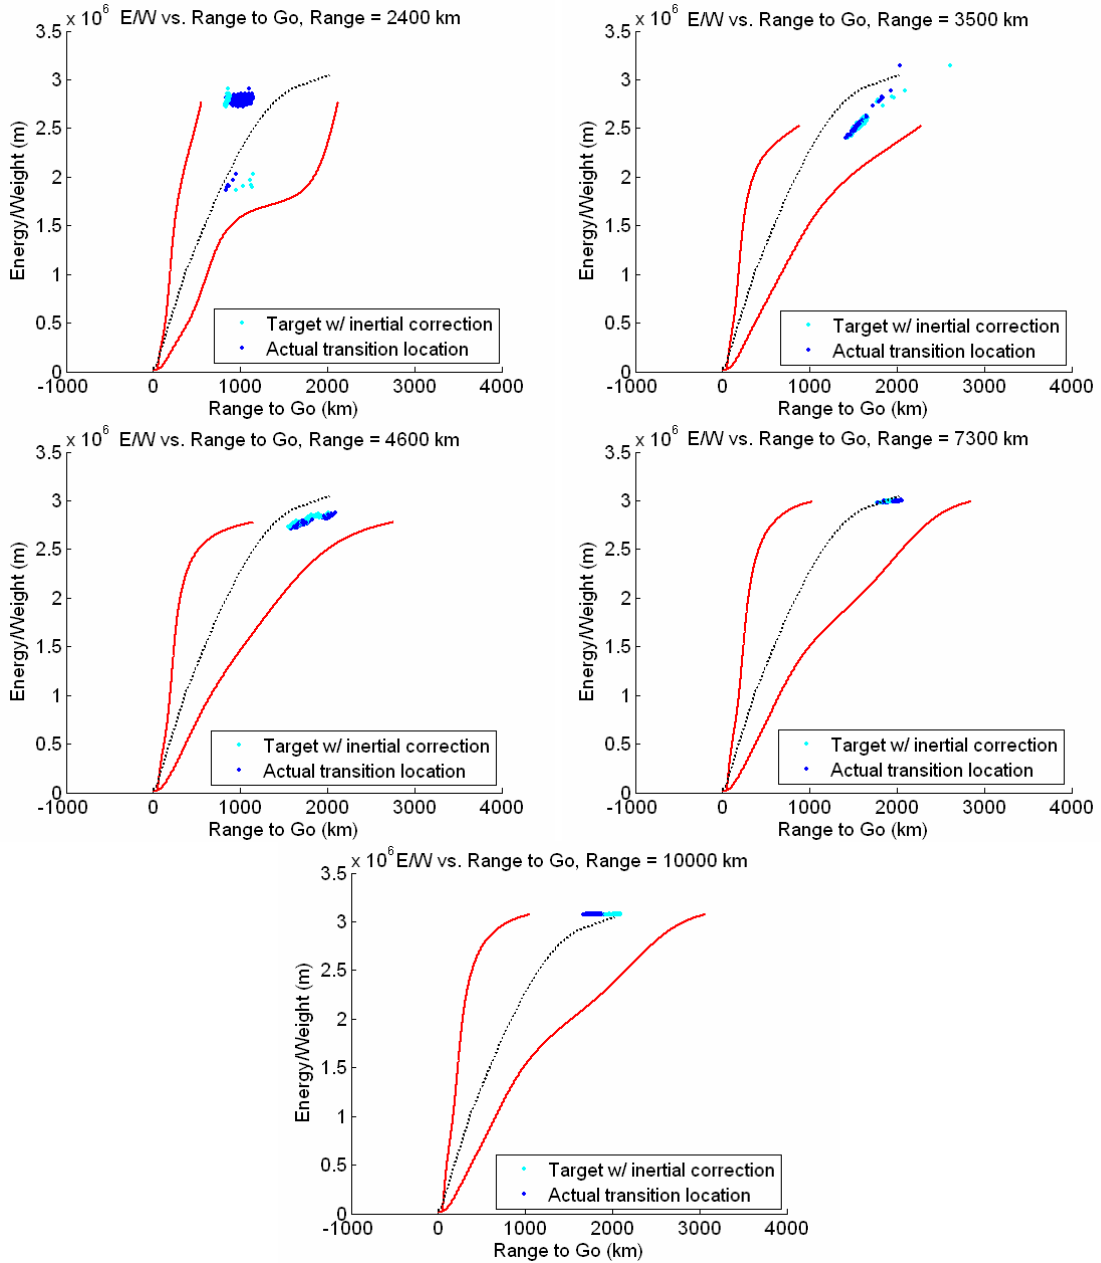 x 10^6 E/W vs. Range to Go, Range = 2400 km
3.5
3
2.5
2
1.5
1
0.5
0
Energy/Weight (m)
Target w/ inertial correction
Actual transition location
-1000 0 1000 2000 3000 4000
Range to Go (km)
x 10^6 E/W vs. Range to Go, Range = 3500 km
3.5
3
2.5
2
1.5
1
0.5
0
Energy/Weight (m)
Target w/ inertial correction
Actual transition location
-1000 0 1000 2000 3000 4000
Range to Go (km)
x 10^6 E/W vs. Range to Go, Range = 4600 km
3.5
3
2.5
2
1.5
1
0.5
0
Energy/Weight (m)
Target w/ inertial correction
Actual transition location
-1000 0 1000 2000 3000 4000
Range to Go (km)
x 10^6 E/W vs. Range to Go, Range = 7300 km
3.5
3
2.5
2
1.5
1
0.5
0
Energy/Weight (m)
Target w/ inertial correction
Actual transition location
-1000 0 1000 2000 3000 4000
Range to Go (km)
x 10^6 E/W vs. Range to Go, Range = 10000 km
3.5
3
2.5
2
1.5
1
0.5
0
Energy/Weight (m)
Target w/ inertial correction
Actual transition location
-1000 0 1000 2000 3000 4000
Range to Go (km)